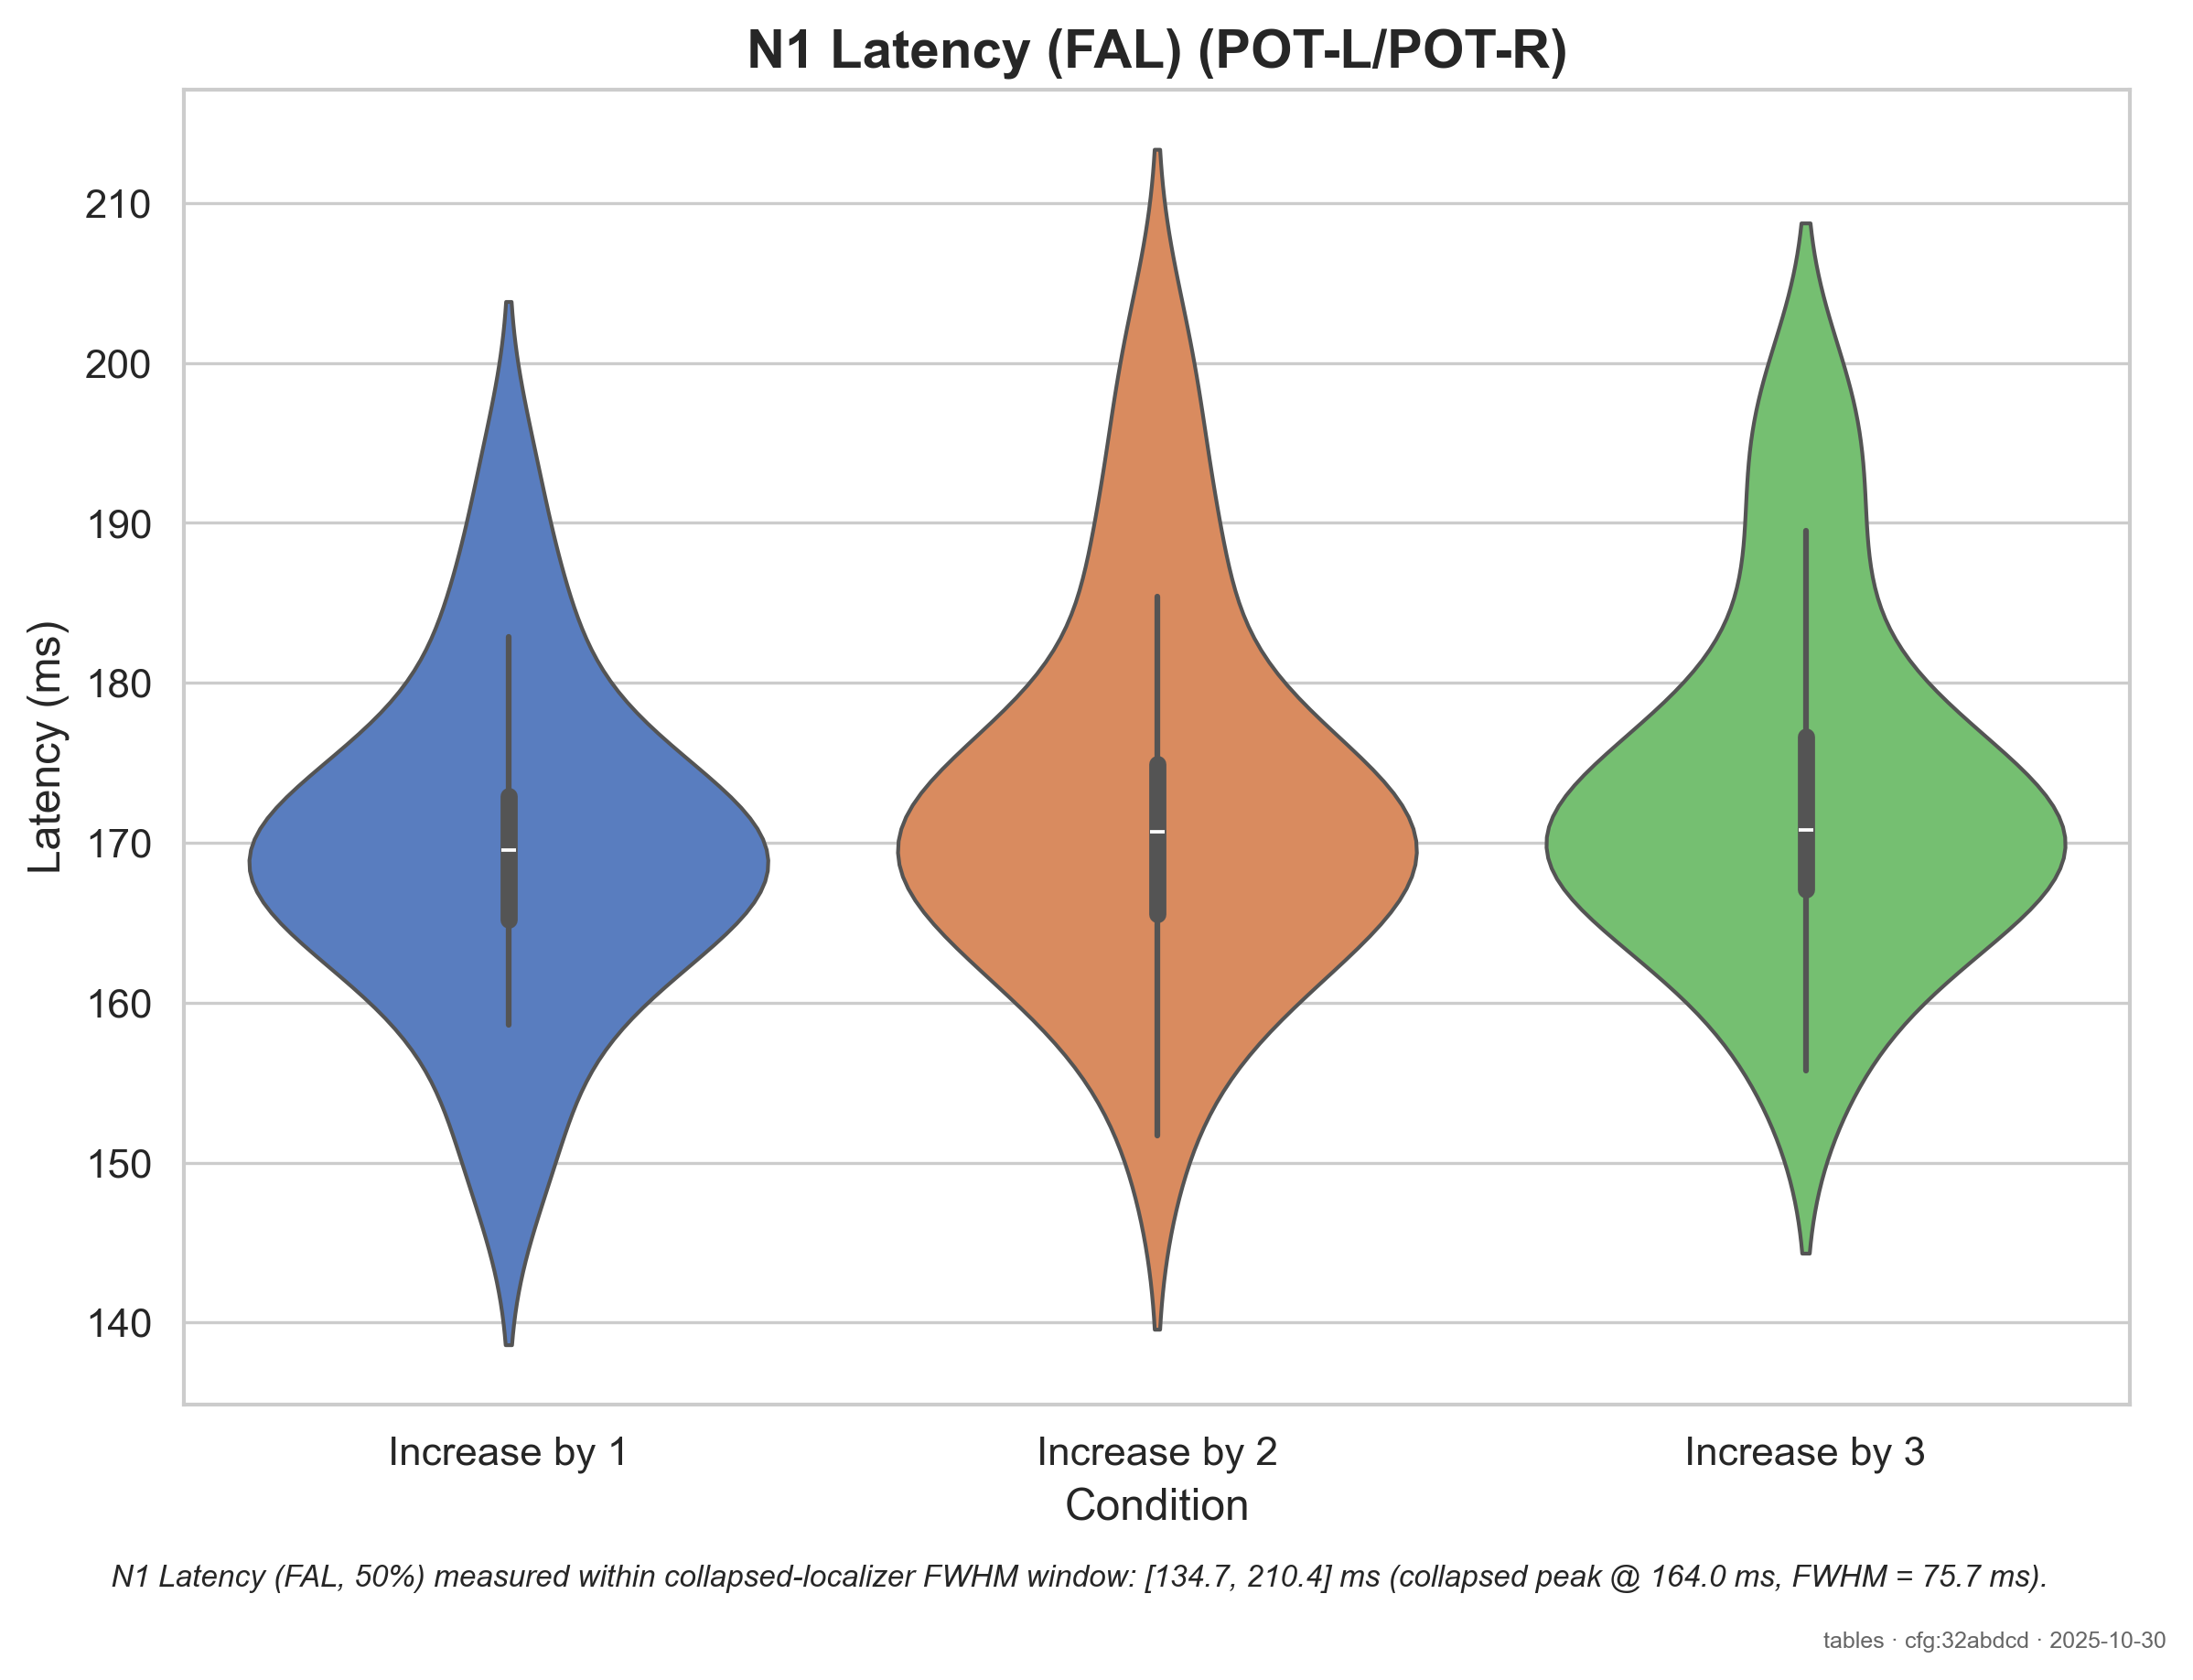 N1 Latency (FAL) (POT-L/POT-R)
Latency (ms)
210
200
190
180
170
160
150
140
Increase by 1
Increase by 2
Increase by 3
Condition
N1 Latency (FAL, 50%) measured within collapsed-localizer FWHM window: [134.7, 210.4] ms (collapsed peak @ 164.0 ms, FWHM = 75.7 ms).
tables · cfg:32abdcd · 2025-10-30